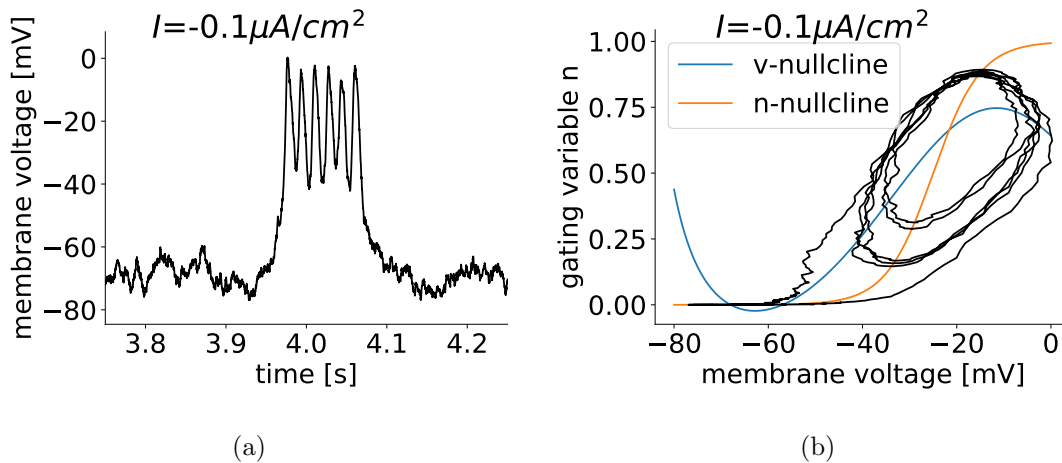 I=-0.1μA/cm²
membrane voltage [mV]
0
−20
−40
−60
−80
3.8 3.9 4.0 4.1 4.2
time [s]
(a)
I=-0.1μA/cm²
v-nullcline
n-nullcline
gating variable n
1.00
0.75
0.50
0.25
0.00
−80 −60 −40 −20 0
membrane voltage [mV]
(b)